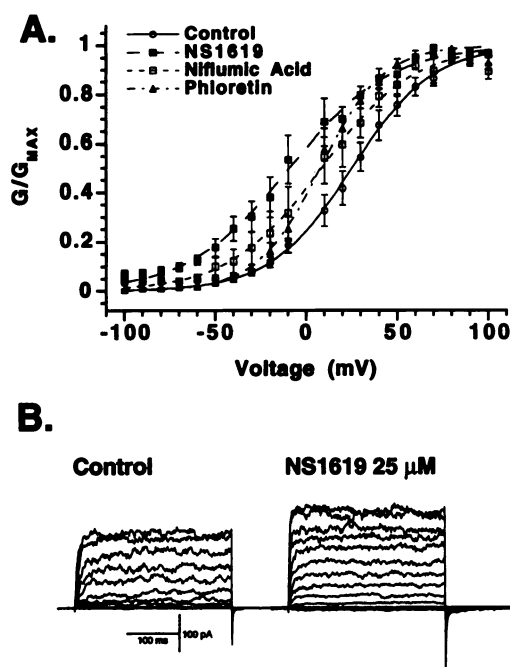 A.
Control
NS1619
Niflumic Acid
Phloretin
G/GMAX
1
0.8
0.6
0.4
0.2
0
-100
-50
0
50
100
Voltage (mV)
B.
Control
NS1619 25 μM
100 ms
100 pA